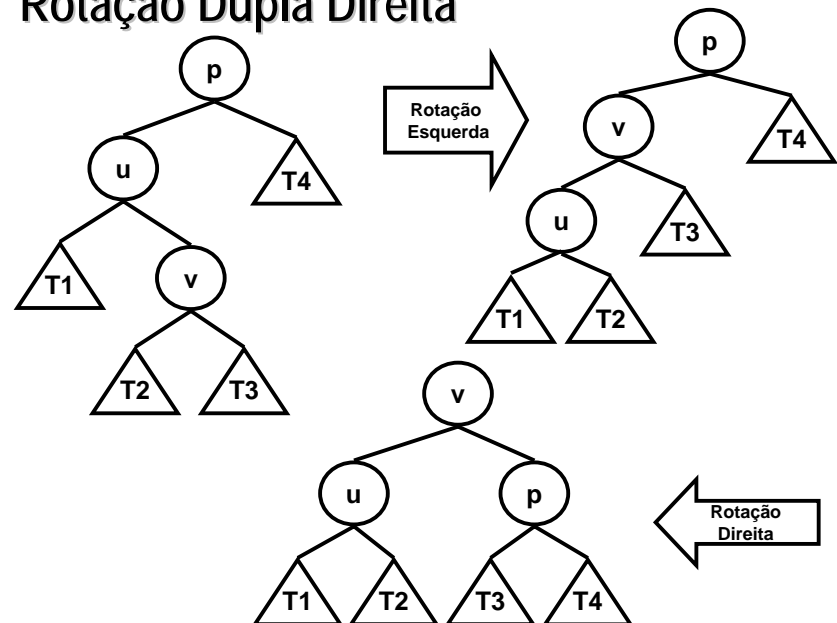 Rotação Dupla Direita
p
u
T4
T1
v
T2
T3
Rotação
Esquerda
p
v
T4
u
T3
T1
T2
v
u
p
T1
T2
T3
T4
Rotação
Direita